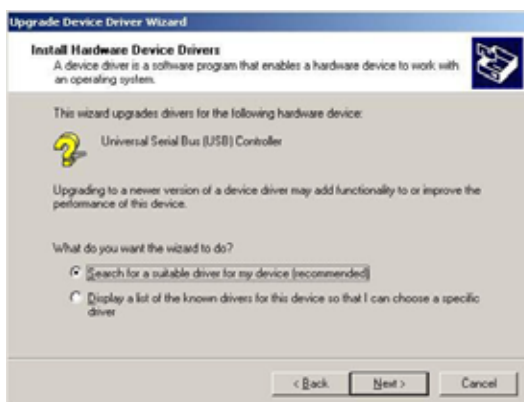 Upgrade Device Driver Wizard
Install Hardware Device Drivers
A device driver is a software program that enables a hardware device to work with
an operating system.
This wizard upgrades drivers for the following hardware device:
Universal Serial Bus (USB) Controller
Upgrading to a newer version of a device driver may add functionality to or improve the
performance of this device.
What do you want the wizard to do?
Search for a suitable driver for my device (recommended)
Display a list of the known drivers for this device so that I can choose a specific
driver
< Back
Next >
Cancel